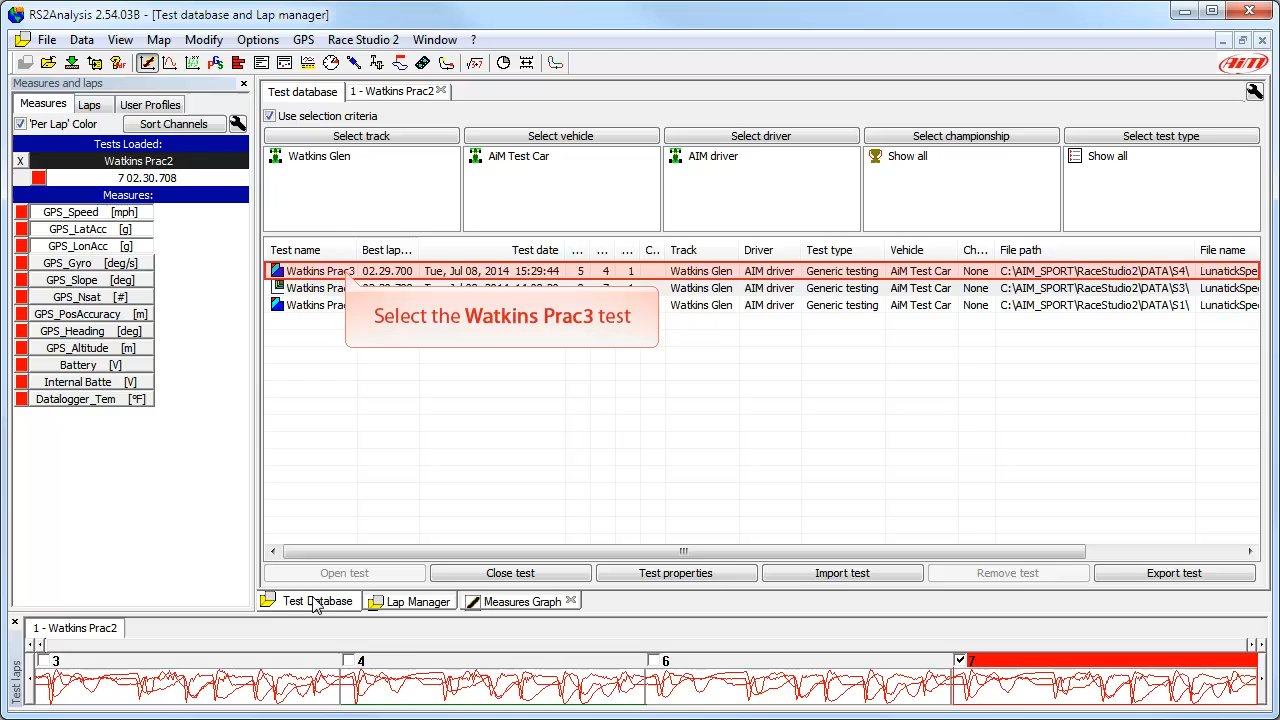 RS2Analysis 2.54.03B - [Test database and Lap manager]
File Data View Map Modify Options GPS Race Studio 2 Window ?
Measures and laps
Measures Laps User Profiles
'Per Lap' Color Sort Channels
Tests Loaded:
X Watkins Prac2
7 02.30.708
Measures:
GPS_Speed [mph]
GPS_LatAcc [g]
GPS_LonAcc [g]
GPS_Gyro [deg/s]
GPS_Slope [deg]
GPS_Nsat [#]
GPS_PosAccuracy [m]
GPS_Heading [deg]
GPS_Altitude [m]
Battery [V]
Internal Batte [V]
Datalogger_Tem [°F]
Test database 1 - Watkins Prac2
Use selection criteria
Select track Select vehicle Select driver Select championship Select test type
Watkins Glen AiM Test Car AIM driver Show all Show all
Test name Best lap... Test date ... ... ... C.. Track Driver Test type Vehicle Ch... File path File name
Watkins Prac3 02.29.700 Tue, Jul 08, 2014 15:29:44 5 4 1 Watkins Glen AIM driver Generic testing AiM Test Car None C:\AIM_SPORT\RaceStudio2\DATA\S4\ LunatickSpe
Watkins Prac Watkins Glen AIM driver Generic testing AiM Test Car None C:\AIM_SPORT\RaceStudio2\DATA\S3\ LunatickSpe
Watkins Prac Watkins Glen AIM driver Generic testing AiM Test Car None C:\AIM_SPORT\RaceStudio2\DATA\S1\ LunatickSpe
Select the Watkins Prac3 test
Open test Close test Test properties Import test Remove test Export test
Test Database Lap Manager Measures Graph
1 - Watkins Prac2
Test laps
3 4 6 7
AiM